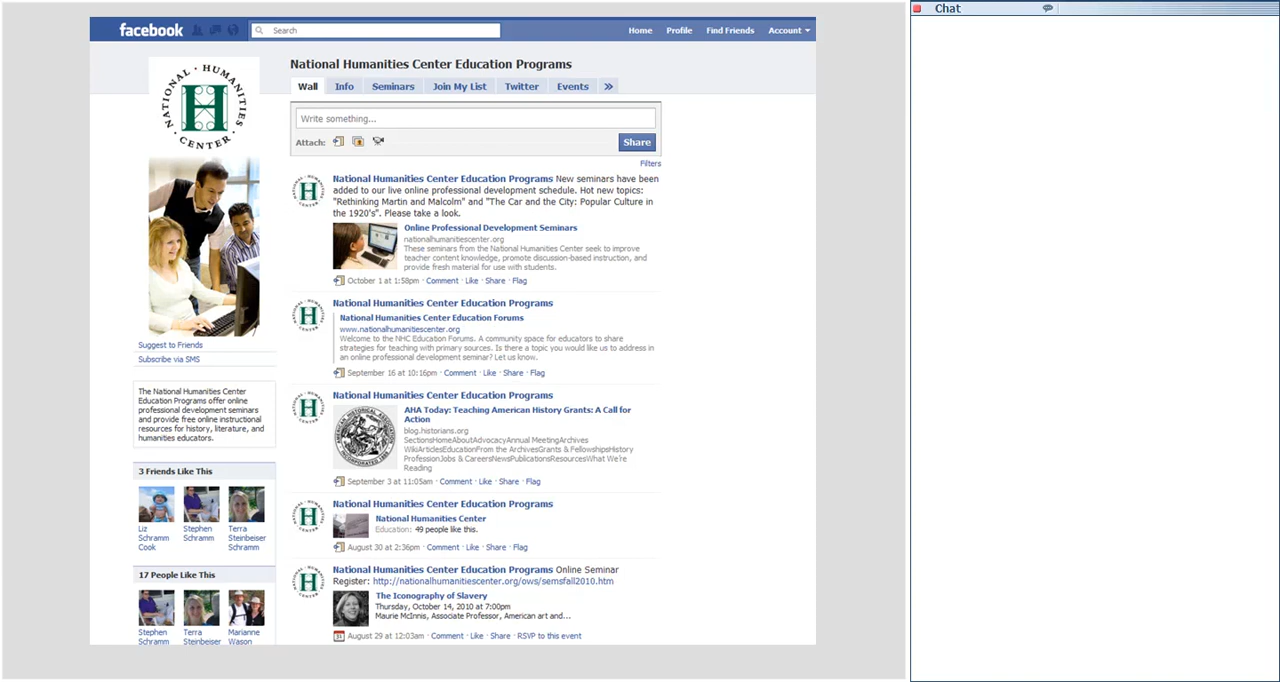 Chat
facebook
Search
Home Profile Find Friends Account
NATIONAL · HUMANITIES · CENTER ·
H
National Humanities Center Education Programs
Wall Info Seminars Join My List Twitter Events »
Write something...
Attach:
Share
Filters
National Humanities Center Education Programs New seminars have been
added to our live online professional development schedule. Hot new topics:
"Rethinking Martin and Malcolm" and "The Car and the City: Popular Culture in
the 1920's". Please take a look.
Online Professional Development Seminars
nationalhumanitiescenter.org
These seminars from the National Humanities Center seek to improve
teacher content knowledge, promote discussion-based instruction, and
provide fresh material for use with students.
October 1 at 1:58pm · Comment · Like · Share · Flag
National Humanities Center Education Programs
National Humanities Center Education Forums
www.nationalhumanitiescenter.org
Welcome to the NHC Education Forums. A community space for educators to share
strategies for teaching with primary sources. Is there a topic you would like us to address in
an online professional development seminar? Let us know.
September 16 at 10:16pm · Comment · Like · Share · Flag
National Humanities Center Education Programs
AHA Today: Teaching American History Grants: A Call for
Action
blog.historians.org
SectionsHomeAboutAdvocacyAnnual MeetingArchives
WikiArticlesEducationFrom the ArchivesGrants & FellowshipsHistory
ProfessionJobs & CareersNewsPublicationsResourcesWhat We're
Reading
September 3 at 11:05am · Comment · Like · Share · Flag
National Humanities Center Education Programs
National Humanities Center
Education: 49 people like this.
August 30 at 2:36pm · Comment · Like · Share · Flag
National Humanities Center Education Programs Online Seminar
Register: http://nationalhumanitiescenter.org/ows/semsfall2010.htm
The Iconography of Slavery
Thursday, October 14, 2010 at 7:00pm
Maurie McInnis, Associate Professor, American art and...
31
August 29 at 12:03am · Comment · Like · Share · RSVP to this event
Suggest to Friends
Subscribe via SMS
The National Humanities Center
Education Programs offer online
professional development seminars
and provide free online instructional
resources for history, literature, and
humanities educators.
3 Friends Like This
Liz Schramm Cook
Stephen Schramm
Terra Steinbeiser Schramm
17 People Like This
Stephen Schramm
Terra Steinbeiser
Marianne Wason